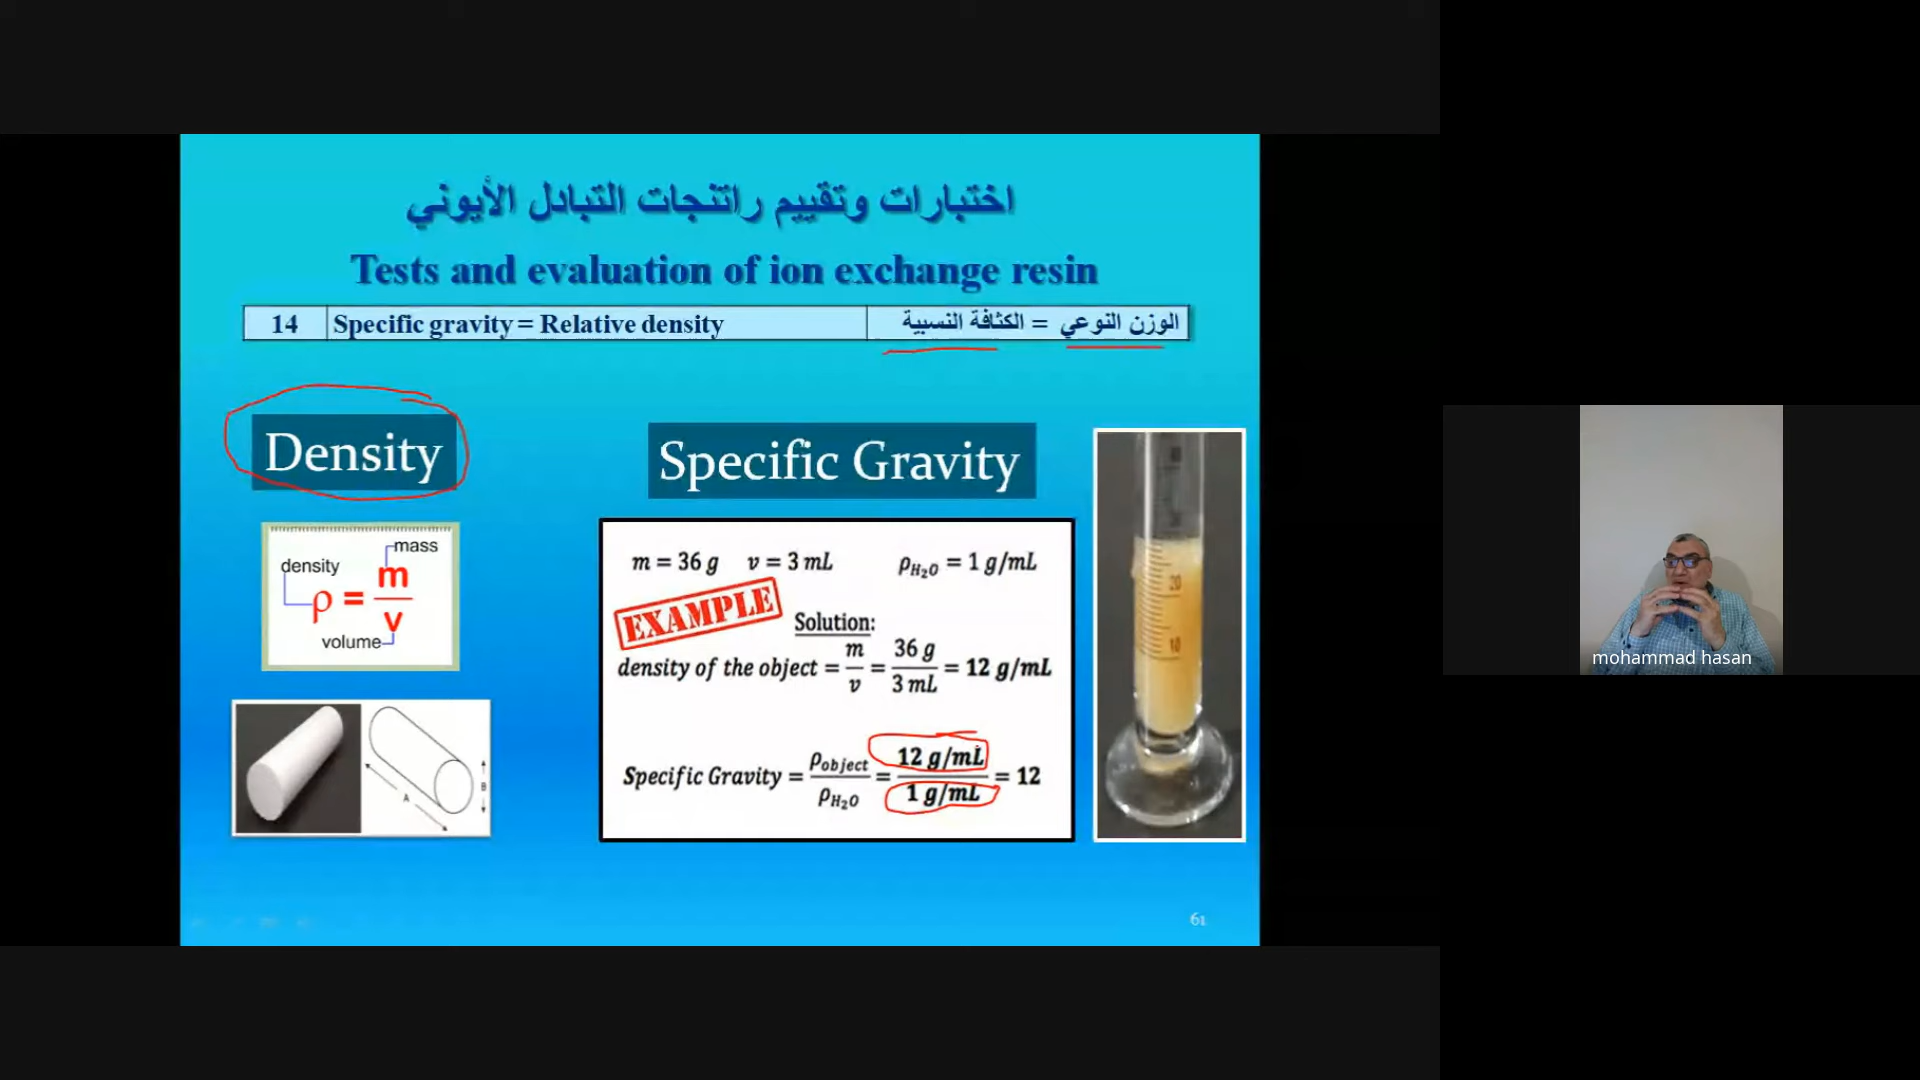 اختبارات وتقييم راتنجات التبادل الأيوني
Tests and evaluation of ion exchange resin
14 Specific gravity = Relative density الوزن النوعي = الكثافة النسبية
Density
Specific Gravity
density
mass
ρ = m/v
volume
A
B
m = 36 g v = 3 mL ρH₂O = 1 g/mL
EXAMPLE
Solution:
density of the object = m/v = 36 g/3 mL = 12 g/mL
Specific Gravity = ρobject/ρH₂O = 12 g/mL/1 g/mL = 12
20
10
61
mohammad hasan